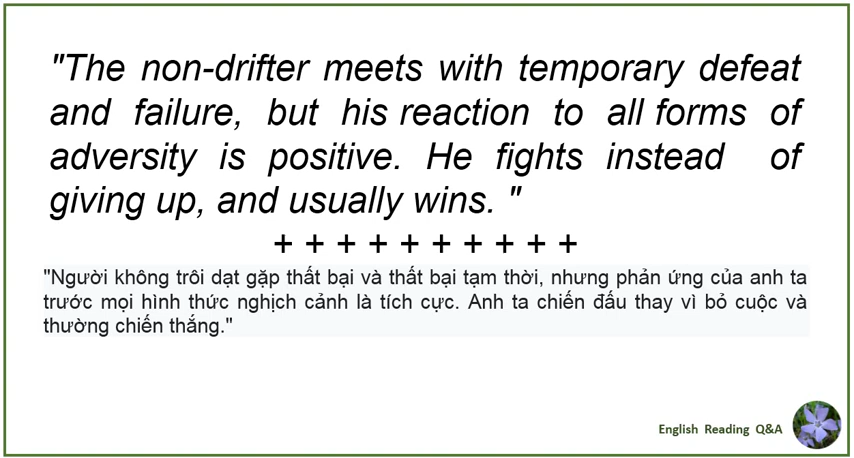 "The non-drifter meets with temporary defeat
and failure, but his reaction to all forms of
adversity is positive. He fights instead of
giving up, and usually wins. "
+ + + + + + + + + +
"Người không trôi dạt gặp thất bại và thất bại tạm thời, nhưng phản ứng của anh ta
trước mọi hình thức nghịch cảnh là tích cực. Anh ta chiến đấu thay vì bỏ cuộc và
thường chiến thắng."
English Reading Q&A